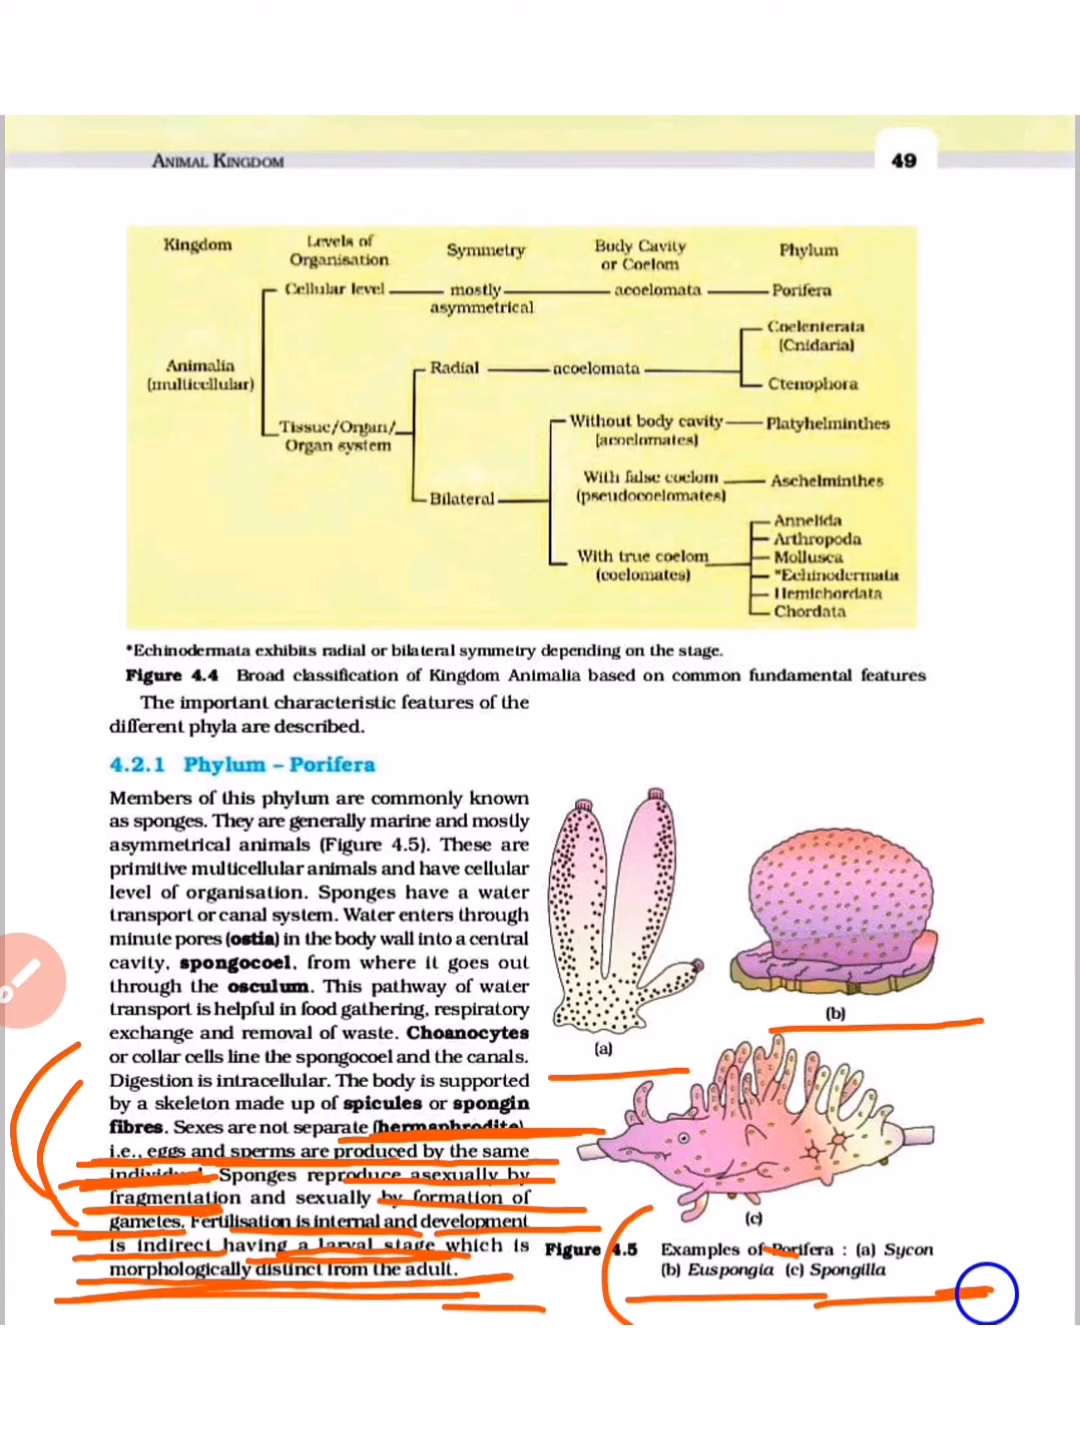 ANIMAL KINGDOM
49
Kingdom
Levels of
Organisation
Symmetry
Body Cavity
or Coelom
Phylum
Cellular level
mostly
asymmetrical
acoelomata
Porifera
Animalia
(multicellular)
Tissue/Organ/
Organ system
Radial
acoelomata
Coelenterata
(Cnidaria)
Ctenophora
Bilateral
Without body cavity
(acoelomates)
Platyhelminthes
With false coelom
(pseudocoelomates)
Aschelminthes
With true coelom
(coelomates)
Annelida
Arthropoda
Mollusca
*Echinodermata
Hemichordata
Chordata
*Echinodermata exhibits radial or bilateral symmetry depending on the stage.
Figure 4.4 Broad classification of Kingdom Animalia based on common fundamental features
The important characteristic features of the
different phyla are described.
4.2.1 Phylum – Porifera
Members of this phylum are commonly known
as sponges. They are generally marine and mostly
asymmetrical animals (Figure 4.5). These are
primitive multicellular animals and have cellular
level of organisation. Sponges have a water
transport or canal system. Water enters through
minute pores (ostia) in the body wall into a central
cavity, spongocoel, from where it goes out
through the osculum. This pathway of water
transport is helpful in food gathering, respiratory
exchange and removal of waste. Choanocytes
or collar cells line the spongocoel and the canals.
Digestion is intracellular. The body is supported
by a skeleton made up of spicules or spongin
fibres. Sexes are not separate (hermaphrodite),
i.e., eggs and sperms are produced by the same
individual. Sponges reproduce asexually by
fragmentation and sexually by formation of
gametes. Fertilisation is internal and development
is indirect having a larval stage which is
morphologically distinct from the adult.
(a)
(b)
(c)
Figure 4.5 Examples of Porifera : (a) Sycon
(b) Euspongia (c) Spongilla